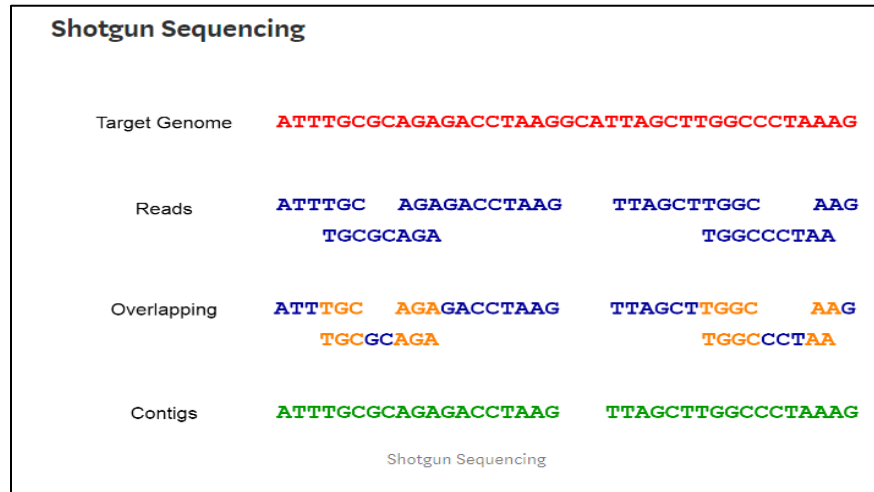 Shotgun Sequencing
Target Genome ATTTGCGCAGAGACCTAAGGCATTAGCTTGGCCCTAAAG
Reads ATTTGC AGAGACCTAAG TTAGCTTGGC AAG
TGCGCAGA TGGCCCTAA
Overlapping ATTTGC AGAGACCTAAG TTAGCTTGGC AAG
TGCGCAGA TGGCCCTAA
Contigs ATTTGCGCAGAGACCTAAG TTAGCTTGGCCCTAAAG
Shotgun Sequencing